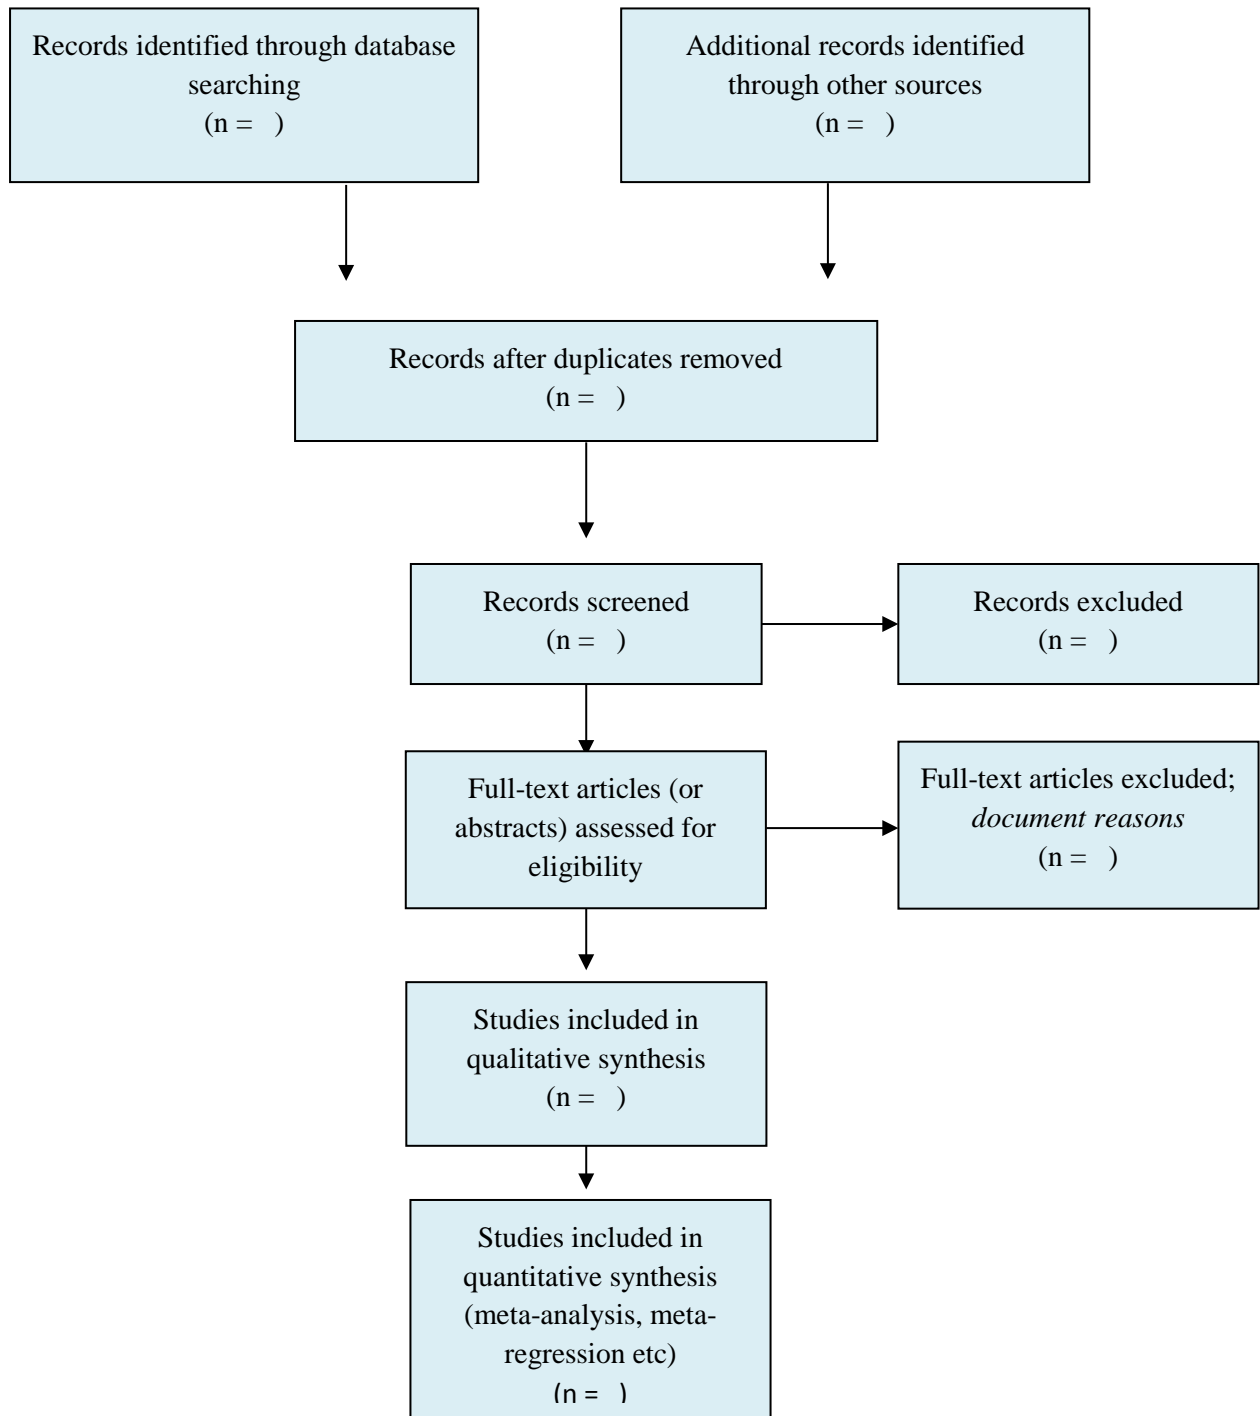 Records identified through database
searching
(n =   )
Additional records identified
through other sources
(n =   )
Records after duplicates removed
(n =   )
Records screened
(n =   )
Records excluded
(n =   )
Full-text articles (or
abstracts) assessed for
eligibility
Full-text articles excluded;
document reasons
(n =   )
Studies included in
qualitative synthesis
(n =   )
Studies included in
quantitative synthesis
(meta-analysis, meta-
regression etc)
(n =   )